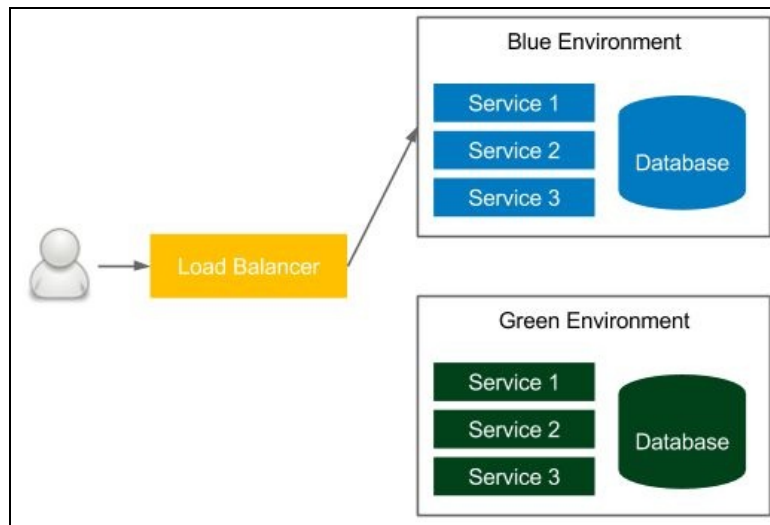 Blue Environment
Service 1
Service 2
Service 3
Database
Load Balancer
Green Environment
Service 1
Service 2
Service 3
Database